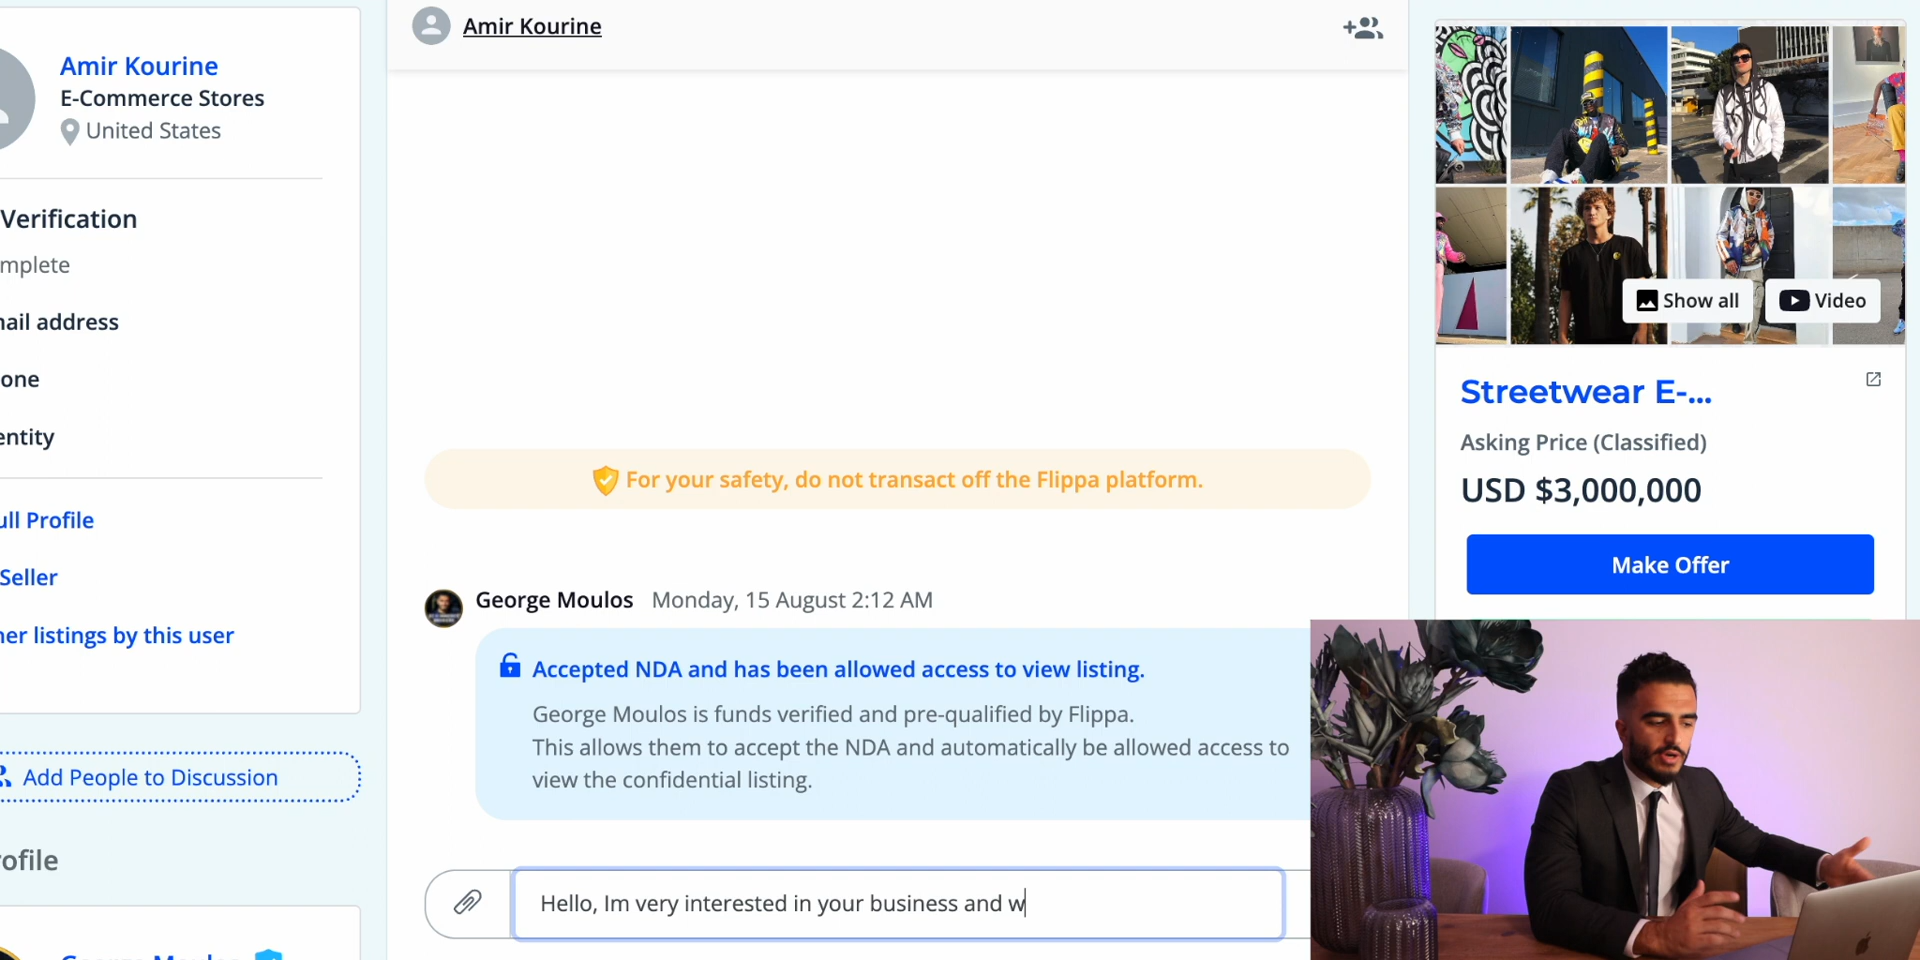 Amir Kourine
E-Commerce Stores
United States
Verification
mplete
ail address
one
entity
ull Profile
Seller
er listings by this user
Add People to Discussion
ofile
Amir Kourine
For your safety, do not transact off the Flippa platform.
George Moulos Monday, 15 August 2:12 AM
Accepted NDA and has been allowed access to view listing.
George Moulos is funds verified and pre-qualified by Flippa.
This allows them to accept the NDA and automatically be allowed access to
view the confidential listing.
Hello, Im very interested in your business and w
Show all
Video
Streetwear E-...
Asking Price (Classified)
USD $3,000,000
Make Offer